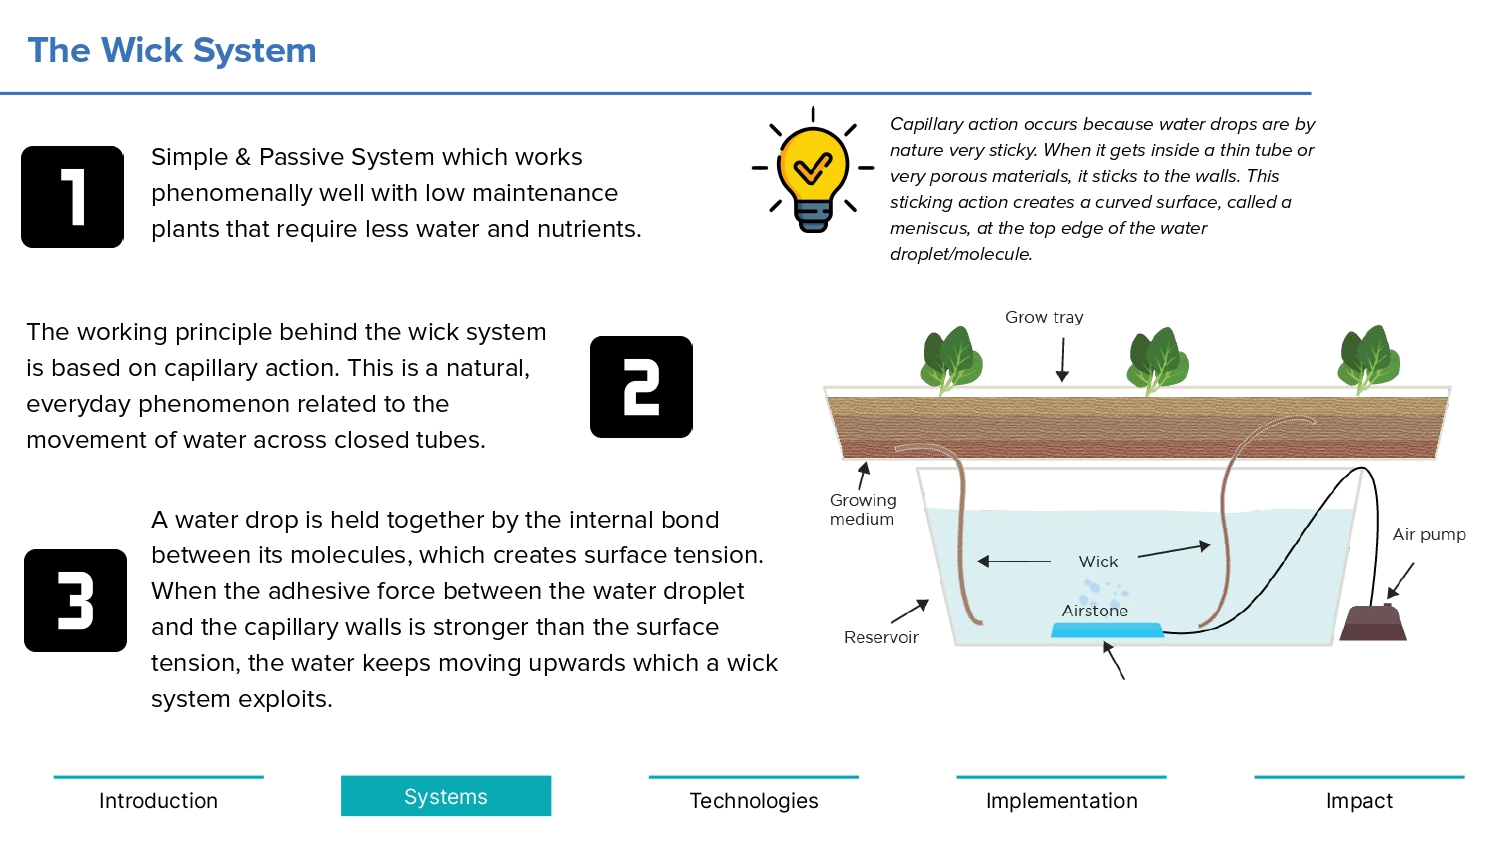 The Wick System
1
Simple & Passive System which works
phenomenally well with low maintenance
plants that require less water and nutrients.
Capillary action occurs because water drops are by
nature very sticky. When it gets inside a thin tube or
very porous materials, it sticks to the walls. This
sticking action creates a curved surface, called a
meniscus, at the top edge of the water
droplet/molecule.
The working principle behind the wick system
is based on capillary action. This is a natural,
everyday phenomenon related to the
movement of water across closed tubes.
2
3
A water drop is held together by the internal bond
between its molecules, which creates surface tension.
When the adhesive force between the water droplet
and the capillary walls is stronger than the surface
tension, the water keeps moving upwards which a wick
system exploits.
Grow tray
Growing
medium
Air pump
Wick
Airstone
Reservoir
Introduction
Systems
Technologies
Implementation
Impact